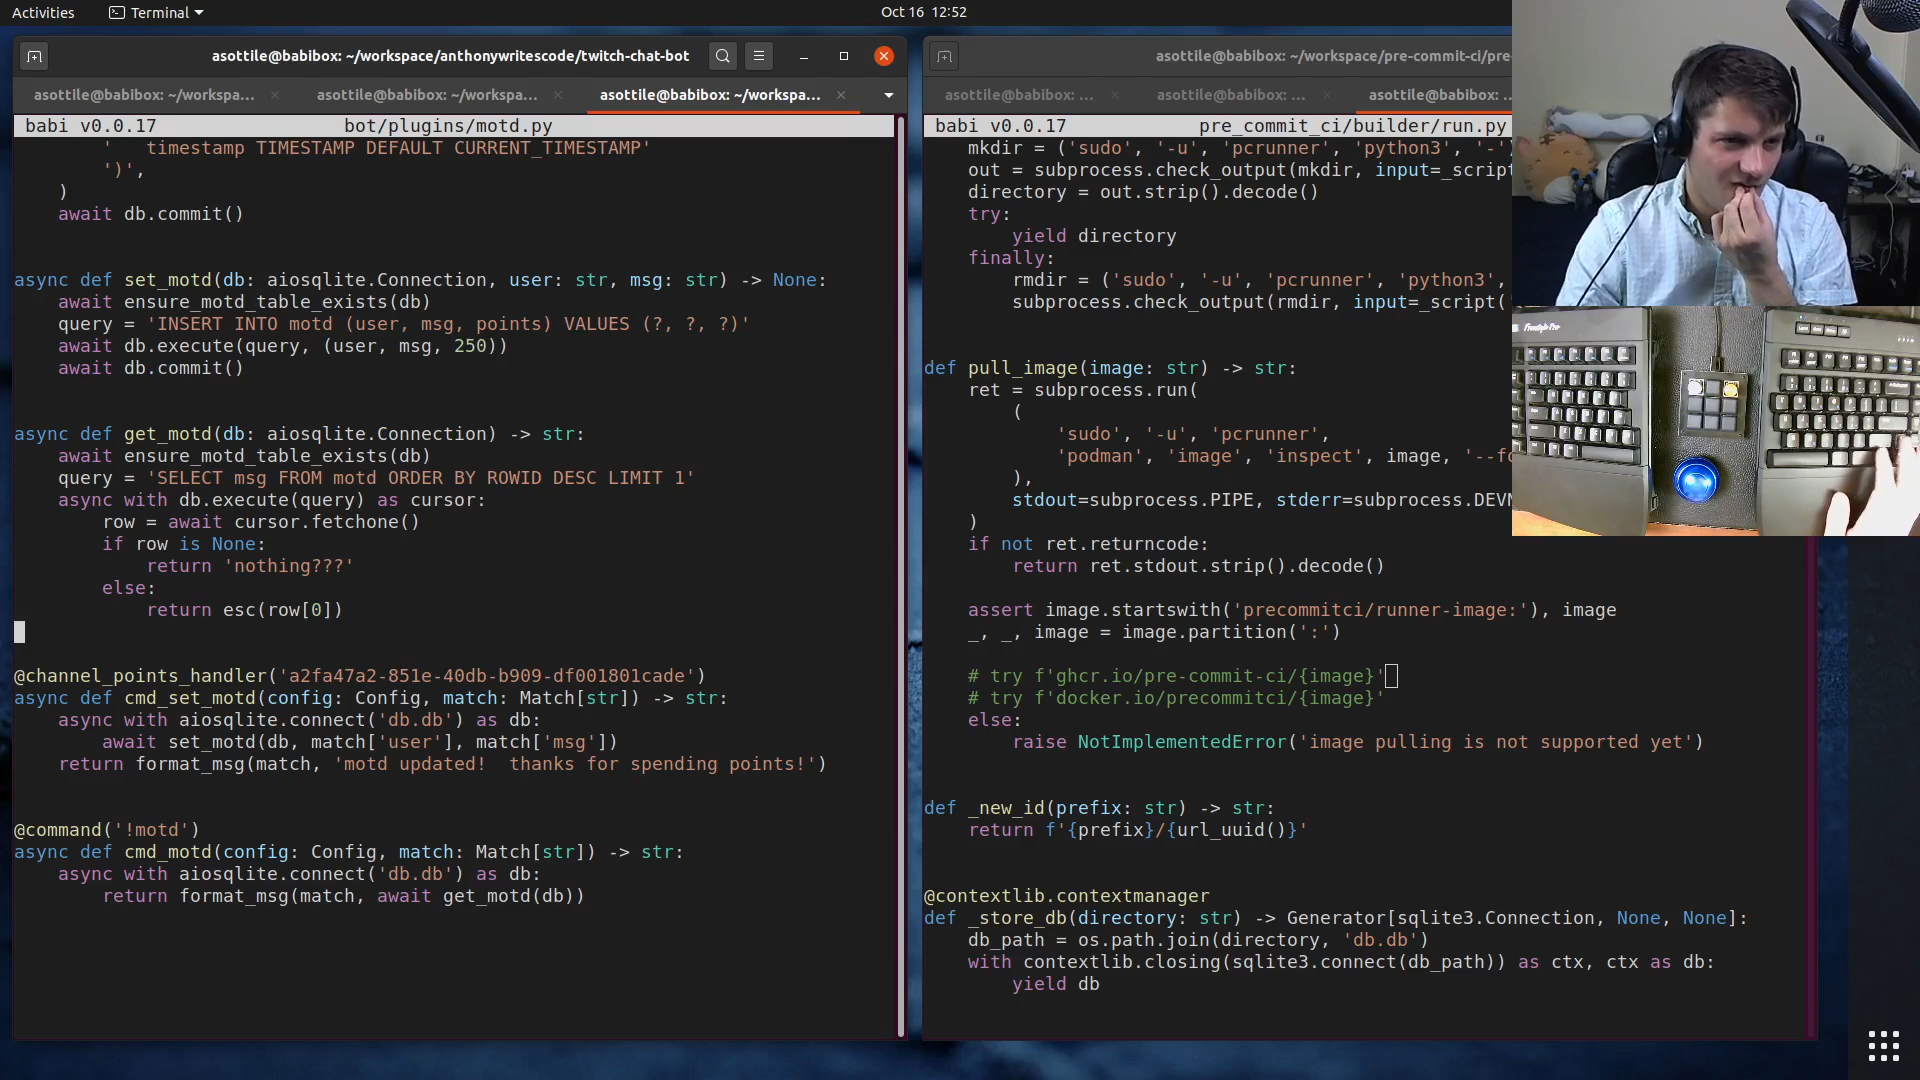 Activities
Terminal
Oct 16 12:52
asottile@babibox: ~/workspace/anthonywritescode/twitch-chat-bot
asottile@babibox: ~/workspa...
asottile@babibox: ~/workspa...
asottile@babibox: ~/workspa...
babi v0.0.17
bot/plugins/motd.py
'   timestamp TIMESTAMP DEFAULT CURRENT_TIMESTAMP'
')',
)
await db.commit()
async def set_motd(db: aiosqlite.Connection, user: str, msg: str) -> None:
await ensure_motd_table_exists(db)
query = 'INSERT INTO motd (user, msg, points) VALUES (?, ?, ?)'
await db.execute(query, (user, msg, 250))
await db.commit()
async def get_motd(db: aiosqlite.Connection) -> str:
await ensure_motd_table_exists(db)
query = 'SELECT msg FROM motd ORDER BY ROWID DESC LIMIT 1'
async with db.execute(query) as cursor:
row = await cursor.fetchone()
if row is None:
return 'nothing???'
else:
return esc(row[0])
@channel_points_handler('a2fa47a2-851e-40db-b909-df001801cade')
async def cmd_set_motd(config: Config, match: Match[str]) -> str:
async with aiosqlite.connect('db.db') as db:
await set_motd(db, match['user'], match['msg'])
return format_msg(match, 'motd updated!  thanks for spending points!')
@command('!motd')
async def cmd_motd(config: Config, match: Match[str]) -> str:
async with aiosqlite.connect('db.db') as db:
return format_msg(match, await get_motd(db))
asottile@babibox: ~/workspace/pre-commit-ci/pre
asottile@babibox: ...
asottile@babibox: ...
asottile@babibox: ..
babi v0.0.17
pre_commit_ci/builder/run.py
mkdir = ('sudo', '-u', 'pcrunner', 'python3', '-')
out = subprocess.check_output(mkdir, input=_script
directory = out.strip().decode()
try:
yield directory
finally:
rmdir = ('sudo', '-u', 'pcrunner', 'python3',
subprocess.check_output(rmdir, input=_script('
def pull_image(image: str) -> str:
ret = subprocess.run(
(
'sudo', '-u', 'pcrunner',
'podman', 'image', 'inspect', image, '--fo
),
stdout=subprocess.PIPE, stderr=subprocess.DEVN
)
if not ret.returncode:
return ret.stdout.strip().decode()
assert image.startswith('precommitci/runner-image:'), image
_, _, image = image.partition(':')
# try f'ghcr.io/pre-commit-ci/{image}'
# try f'docker.io/precommitci/{image}'
else:
raise NotImplementedError('image pulling is not supported yet')
def _new_id(prefix: str) -> str:
return f'{prefix}/{url_uuid()}'
@contextlib.contextmanager
def _store_db(directory: str) -> Generator[sqlite3.Connection, None, None]:
db_path = os.path.join(directory, 'db.db')
with contextlib.closing(sqlite3.connect(db_path)) as ctx, ctx as db:
yield db
Freestyle Pro